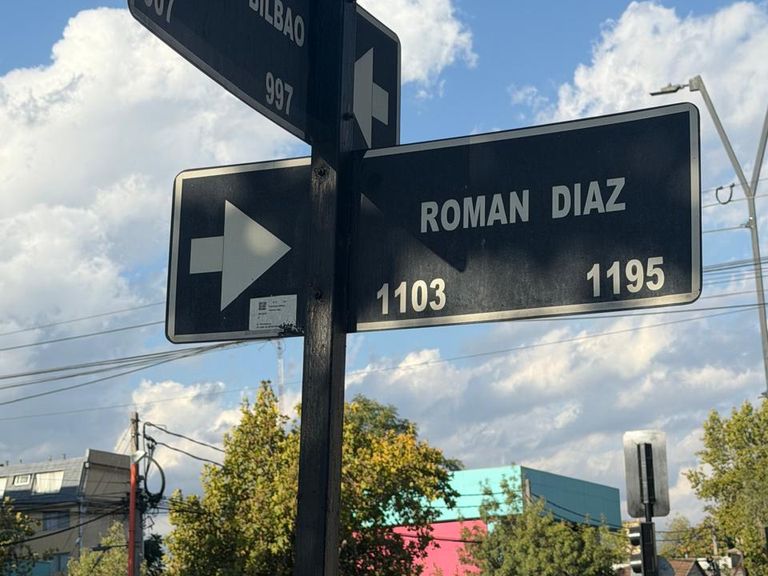 BILBAO
997
ROMAN DIAZ
1103 1195